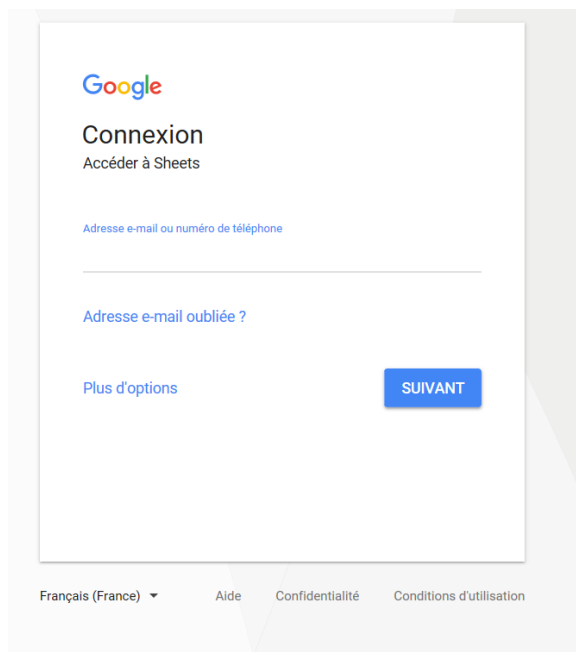 Google
Connexion
Accéder à Sheets
Adresse e-mail ou numéro de téléphone
Adresse e-mail oubliée ?
Plus d'options
SUIVANT
Français (France)
Aide
Confidentialité
Conditions d'utilisation